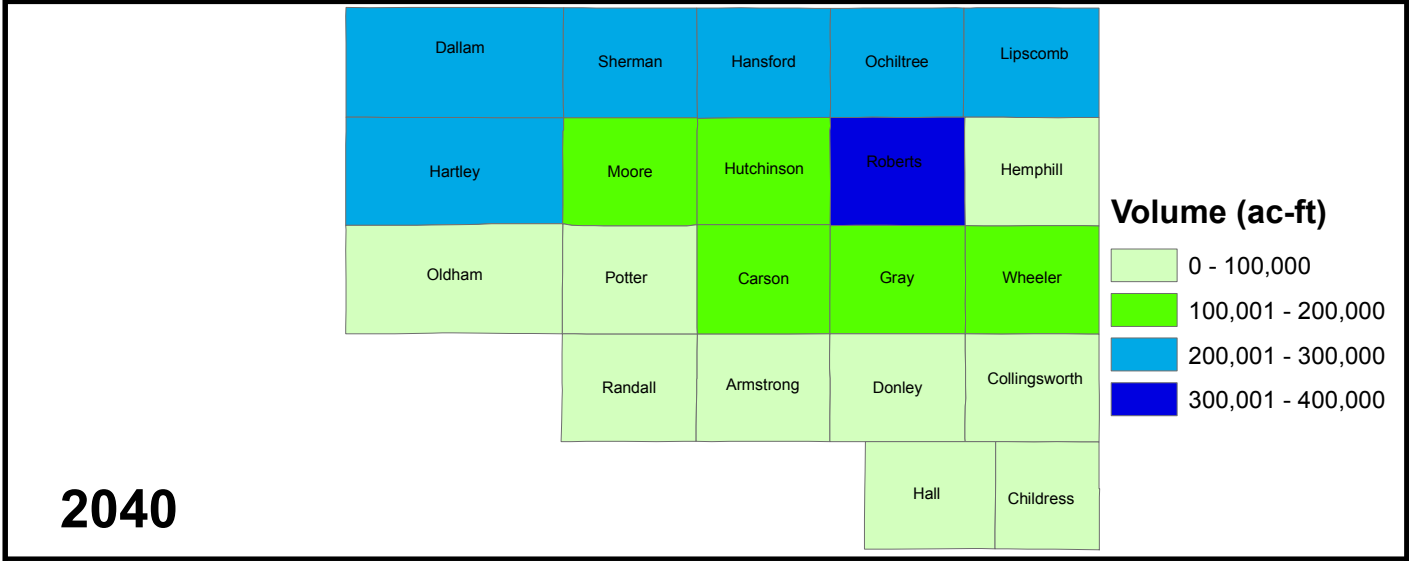 Dallam
Sherman
Hansford
Ochiltree
Lipscomb
Hartley
Moore
Hutchinson
Roberts
Hemphill
Oldham
Potter
Carson
Gray
Wheeler
Randall
Armstrong
Donley
Collingsworth
Hall
Childress
Volume (ac-ft)
0 - 100,000
100,001 - 200,000
200,001 - 300,000
300,001 - 400,000
2040